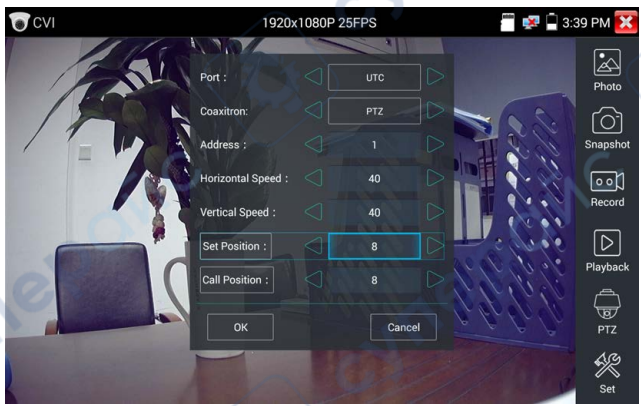 CVI
1920x1080P 25FPS
3:39 PM
Port :
UTC
Coaxitron:
PTZ
Address :
1
Horizontal Speed :
40
Vertical Speed :
40
Set Position :
8
Call Position :
8
OK
Cancel
Photo
Snapshot
Record
Playback
PTZ
Set